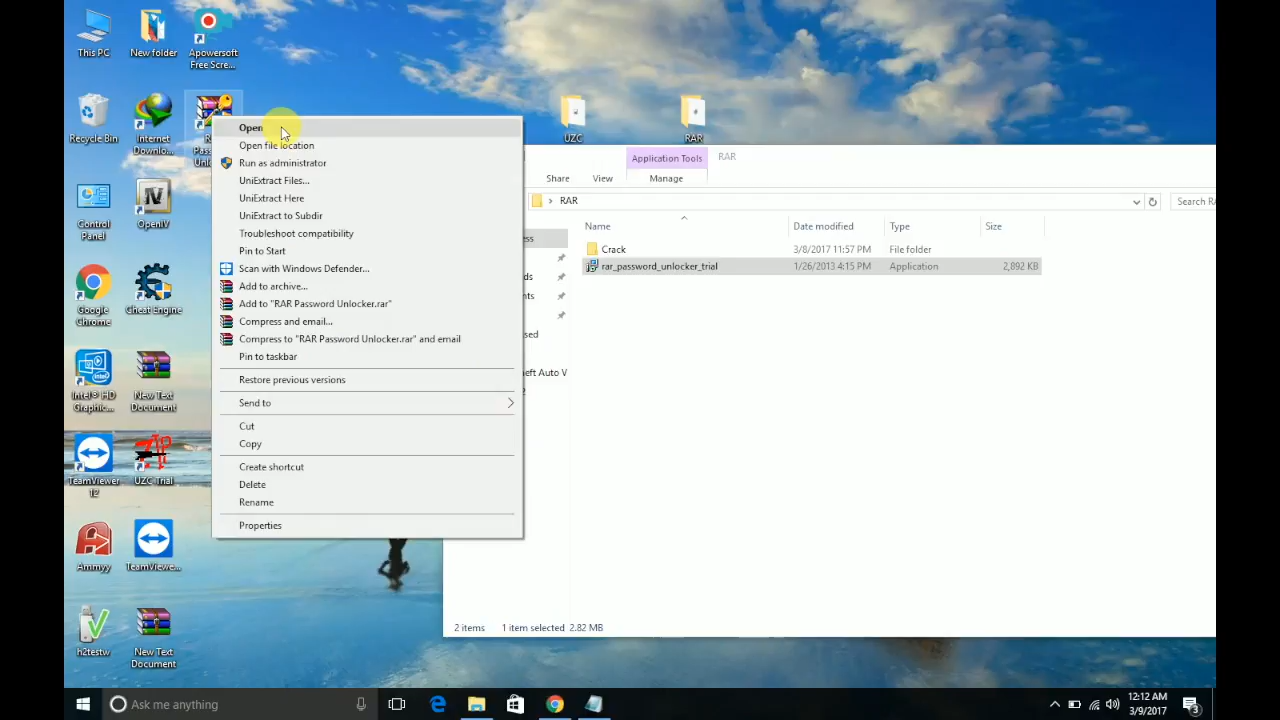 This PC
New folder
Apowersoft
Free Scre...
Recycle Bin
Internet
Downlo...
UZC
RAR
Control
Panel
OpenIV
Google
Chrome
Cheat Engine
Intel® HD
Graphic...
New Text
Document
TeamViewer
12
UZC Trial
Ammyy
TeamViewe...
h2testw
New Text
Document
Open
Open file location
Run as administrator
UniExtract Files...
UniExtract Here
UniExtract to Subdir
Troubleshoot compatibility
Pin to Start
Scan with Windows Defender...
Add to archive...
Add to "RAR Password Unlocker.rar"
Compress and email...
Compress to "RAR Password Unlocker.rar" and email
Pin to taskbar
Restore previous versions
Send to
Cut
Copy
Create shortcut
Delete
Rename
Properties
Application Tools
RAR
Share
View
Manage
RAR
Name
Date modified
Type
Size
Crack
3/8/2017 11:57 PM
File folder
rar_password_unlocker_trial
1/26/2013 4:15 PM
Application
2,892 KB
2 items
1 item selected 2.82 MB
Ask me anything
12:12 AM
3/9/2017
3